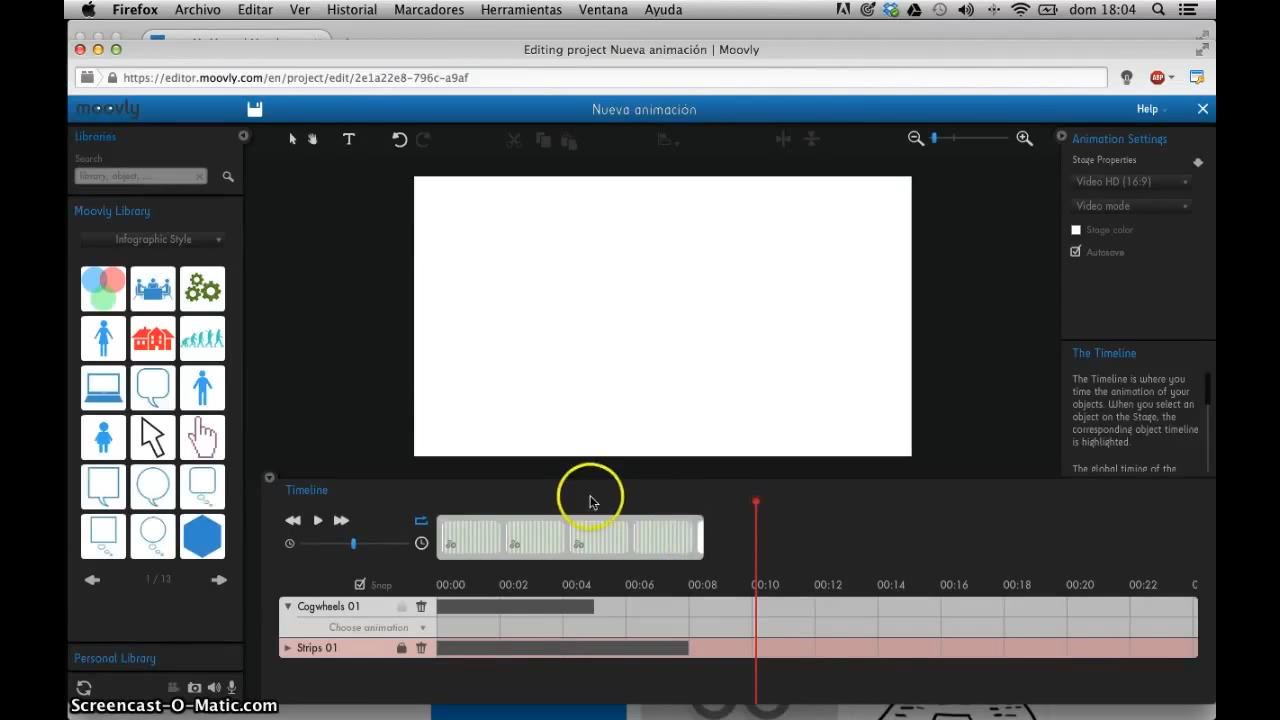 Firefox Archivo Editar Ver Historial Marcadores Herramientas Ventana Ayuda dom 18:04
Editing project Nueva animación | Moovly
https://editor.moovly.com/en/project/edit/2e1a22e8-796c-a9af
ABP
moovly Nueva animación Help
Libraries
Search
library, object, ...
T
Animation Settings
Stage Properties
Video HD (16:9)
Video mode
Stage color
Autosave
Moovly Library
Infographic Style
1 / 13
Personal Library
The Timeline
The Timeline is where you
time the animation of your
objects. When you select an
object on the Stage, the
corresponding object timeline
is highlighted.
The global timing of the
Timeline
Snap 00:00 00:02 00:04 00:06 00:08 00:10 00:12 00:14 00:16 00:18 00:20 00:22
Cogwheels 01
Choose animation
Strips 01
Screencast-O-Matic.com